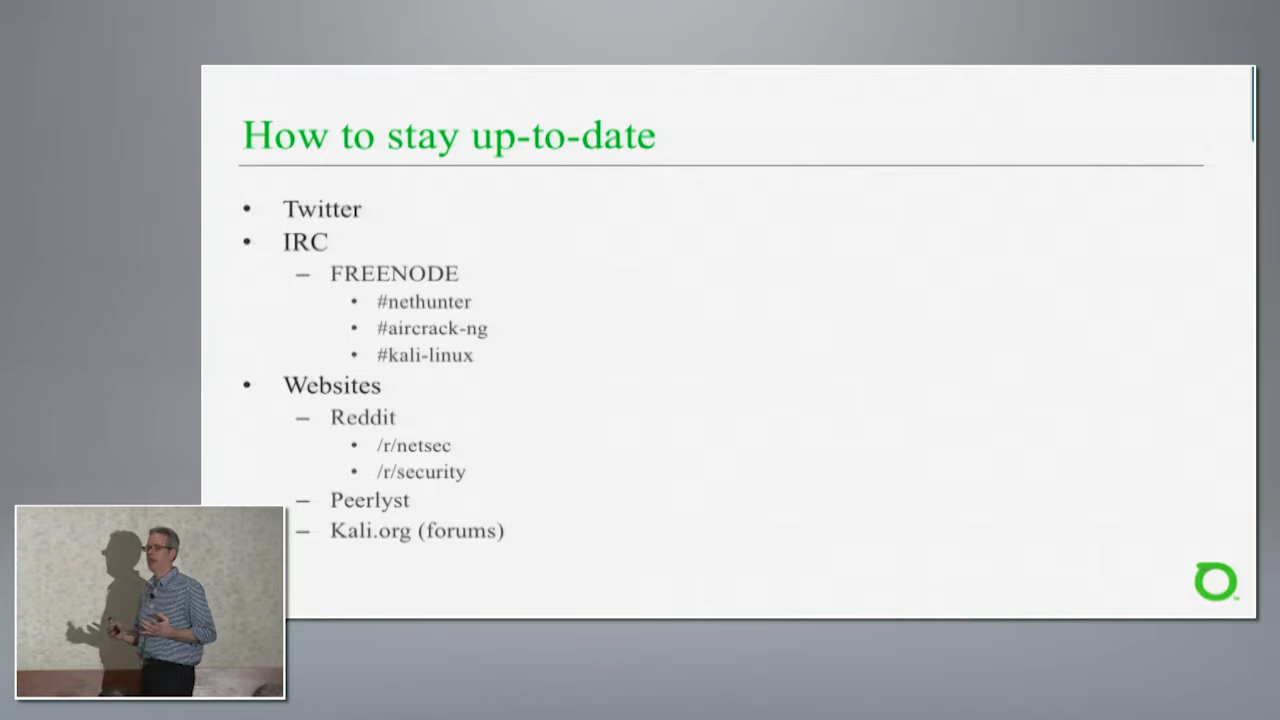 How to stay up-to-date
• Twitter
• IRC
– FREENODE
• #nethunter
• #aircrack-ng
• #kali-linux
• Websites
– Reddit
• /r/netsec
• /r/security
– Peerlyst
– Kali.org (forums)